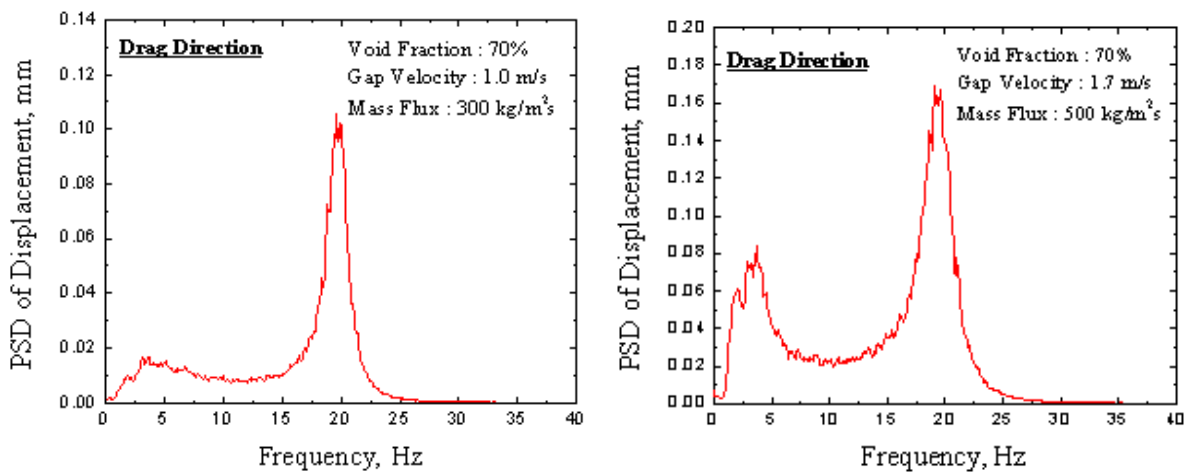 0.14
0.12
0.10
0.08
0.06
0.04
0.02
0.00
PSD of Displacement, mm
Drag Direction
Void Fraction : 70%
Gap Velocity : 1.0 m/s
Mass Flux : 300 kg/m²s
0 5 10 15 20 25 30 35 40
Frequency, Hz
0.20
0.18
0.16
0.14
0.12
0.10
0.08
0.06
0.04
0.02
0.00
PSD of Displacement, mm
Drag Direction
Void Fraction : 70%
Gap Velocity : 1.7 m/s
Mass Flux : 500 kg/m²s
0 5 10 15 20 25 30 35 40
Frequency, Hz